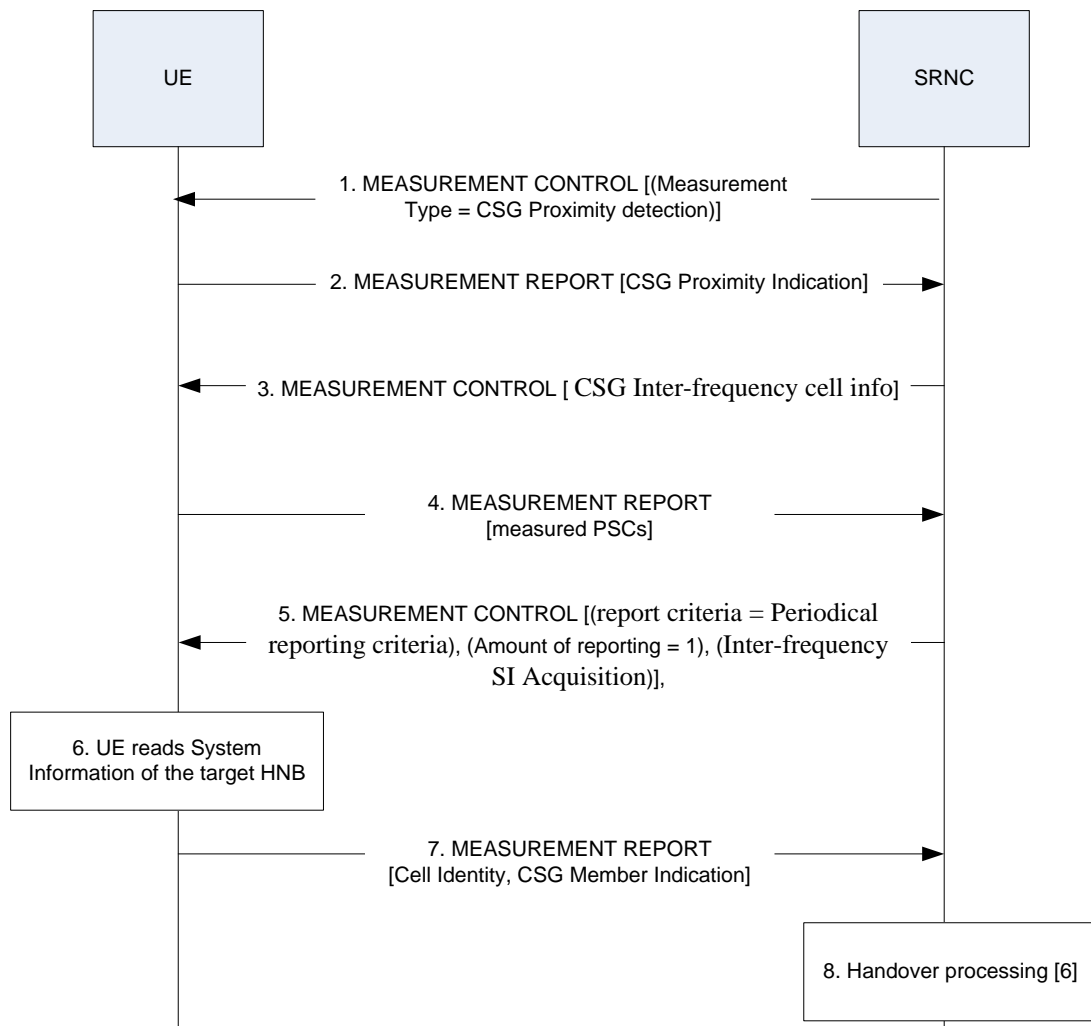 UE
SRNC
1. MEASUREMENT CONTROL [(Measurement
Type = CSG Proximity detection)]
2. MEASUREMENT REPORT [CSG Proximity Indication]
3. MEASUREMENT CONTROL [ CSG Inter-frequency cell info]
4. MEASUREMENT REPORT
[measured PSCs]
5. MEASUREMENT CONTROL [(report criteria = Periodical
reporting criteria), (Amount of reporting = 1), (Inter-frequency
SI Acquisition)],
6. UE reads System
Information of the target HNB
7. MEASUREMENT REPORT
[Cell Identity, CSG Member Indication]
8. Handover processing [6]